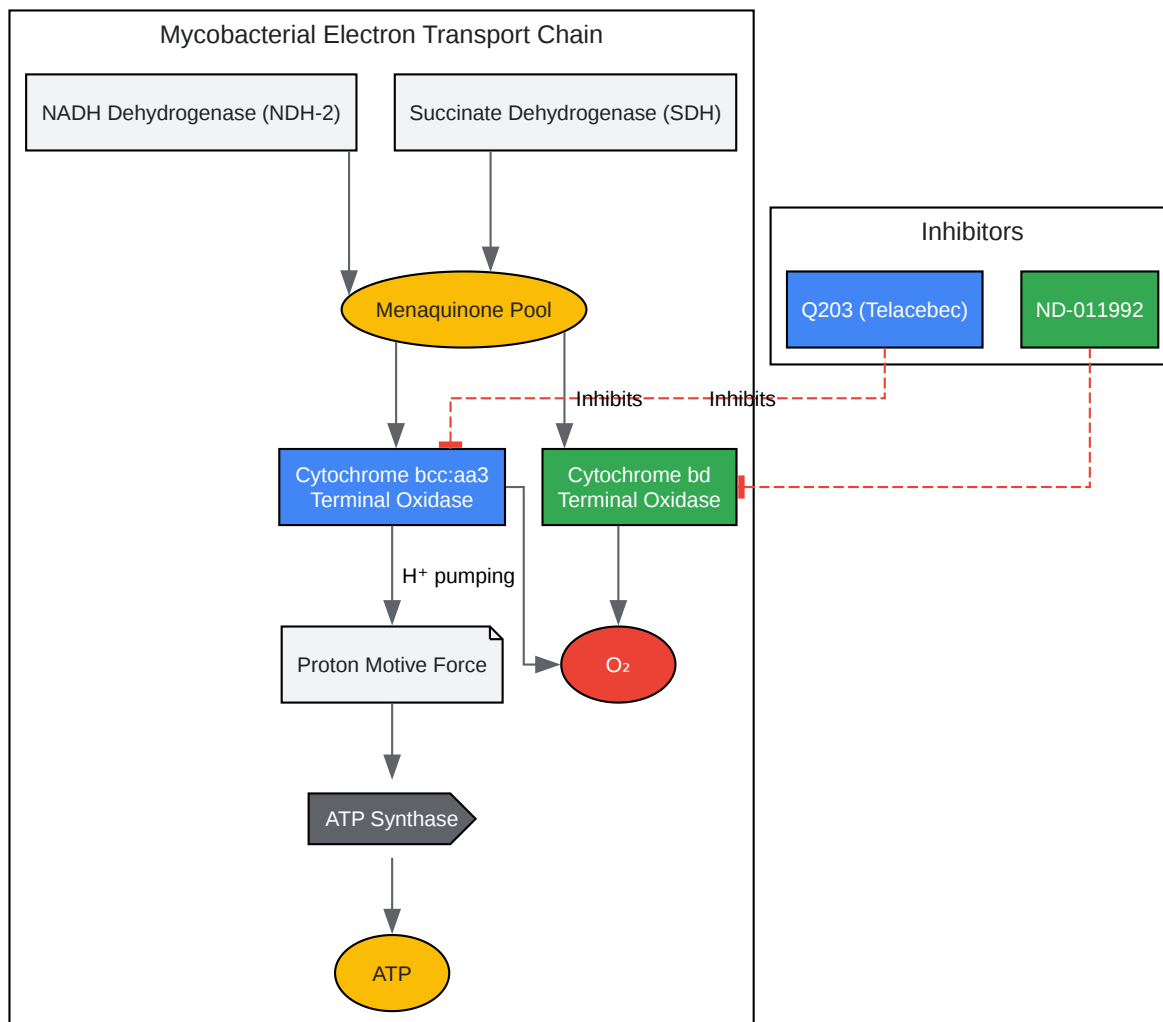 Mycobacterial Electron Transport Chain
NADH Dehydrogenase (NDH-2)
Succinate Dehydrogenase (SDH)
Inhibitors
Q203 (Telacebec)
ND-011992
Menaquinone Pool
Inhibits
Inhibits
Cytochrome bcc:aa3
Terminal Oxidase
Cytochrome bd
Terminal Oxidase
H⁺ pumping
Proton Motive Force
O₂
ATP Synthase
ATP